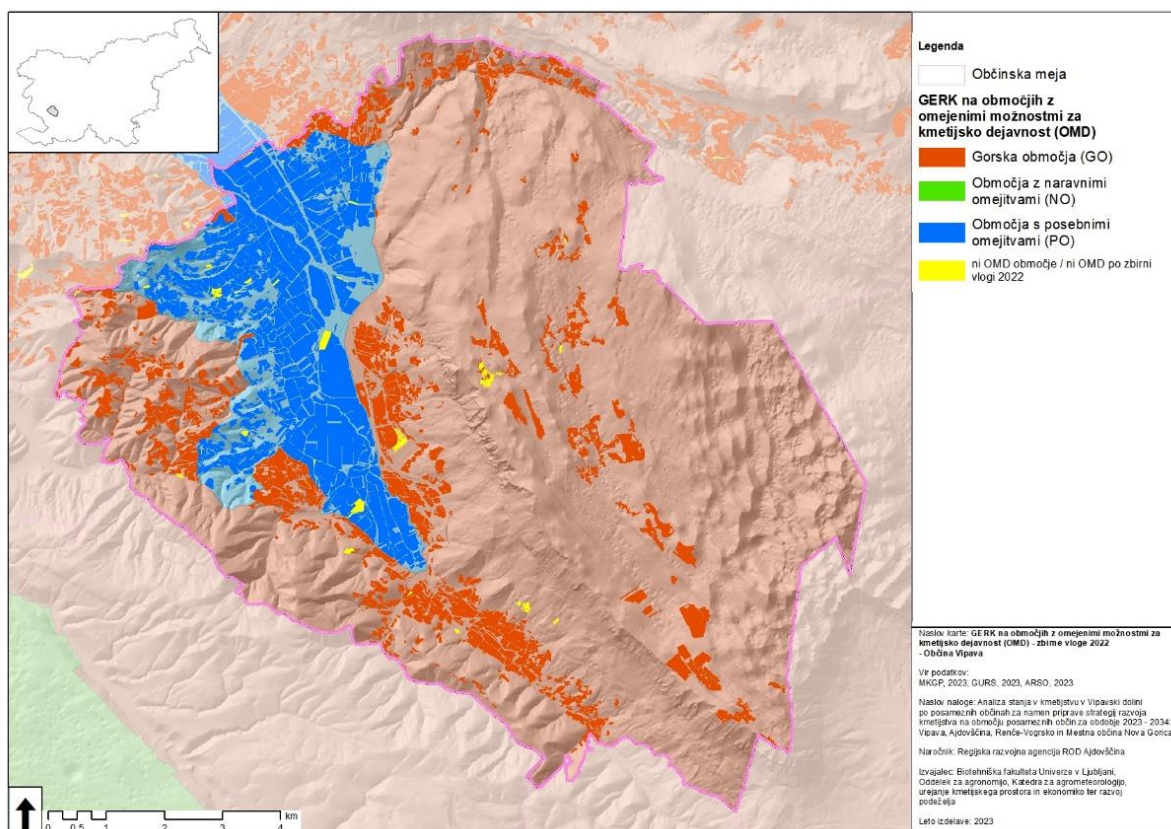 Legenda
Občinska meja
GERK na območjih z
omejenimi možnostmi za
kmetijsko dejavnost (OMD)
Gorska območja (GO)
Območja z naravnimi
omejitvami (NO)
Območja s posebnimi
omejitvami (PO)
ni OMD območje / ni OMD po zbirni
vlogi 2022
Naslov karte: GERK na območjih z omejenimi možnostmi za
kmetijsko dejavnost (OMD) - zbirne vloge 2022
- Občina Vipava
Vir podatkov:
MKGP, 2023; GURS, 2023, ARSO, 2023
Naslov naloge: Analiza stanja v kmetijstvu v Vipavski dolini
po posameznih občinah za namen priprave strategij razvoja
kmetijstva na območju posameznih občin za obdobje 2023 - 2034:
Vipava, Ajdovščina, Renče-Vogrsko in Mestna občina Nova Gorica
Naročnik: Regijska razvojna agencija ROD Ajdovščina
Izvajalec: Biotehniška fakulteta Univerze v Ljubljani,
Oddelek za agronomijo, Katedra za agrometeorologijo,
urejanje kmetijskega prostora in ekonomiko ter razvoj
podeželja
Leto izdelave: 2023
km
0 0,5 1 2 3 4